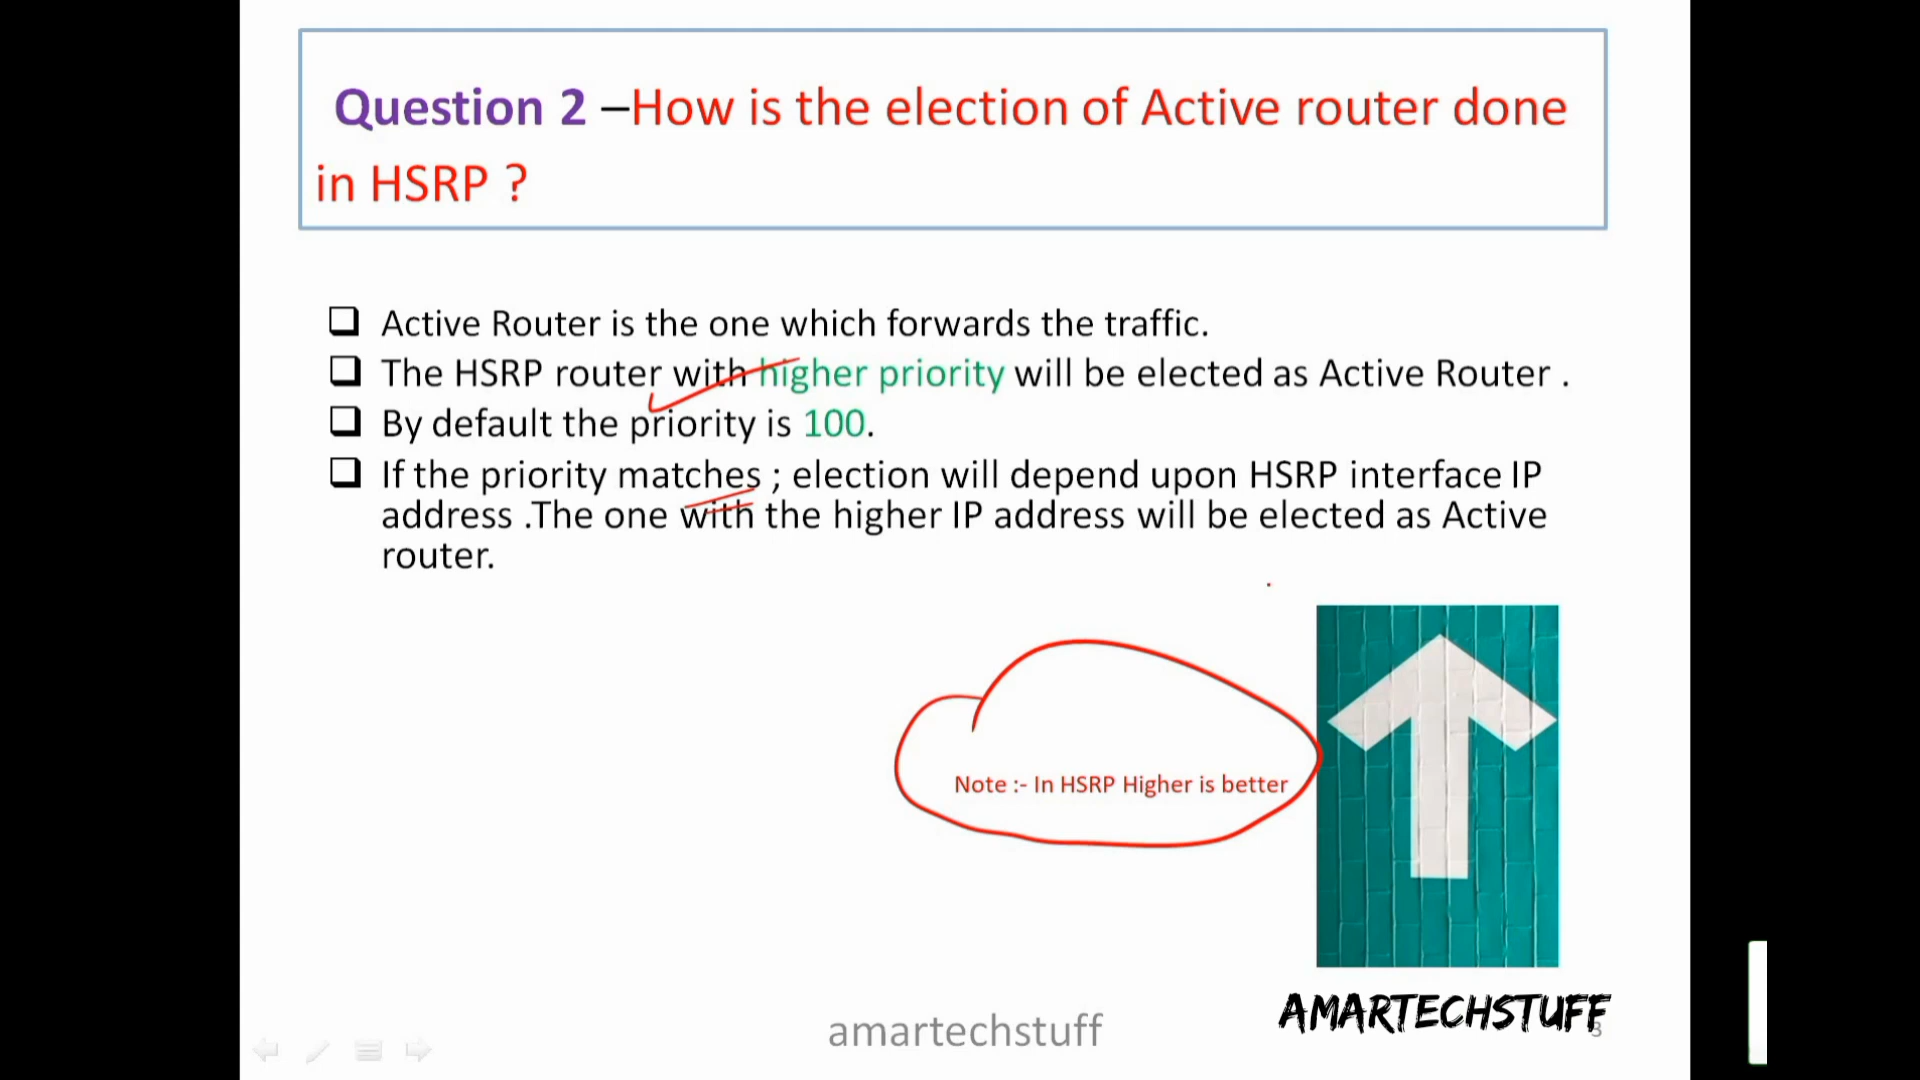 Question 2 –How is the election of Active router done
in HSRP ?
Active Router is the one which forwards the traffic.
The HSRP router with higher priority will be elected as Active Router .
By default the priority is 100.
If the priority matches ; election will depend upon HSRP interface IP
address .The one with the higher IP address will be elected as Active
router.
Note :- In HSRP Higher is better
amartechstuff
AMARTECHSTUFF
3